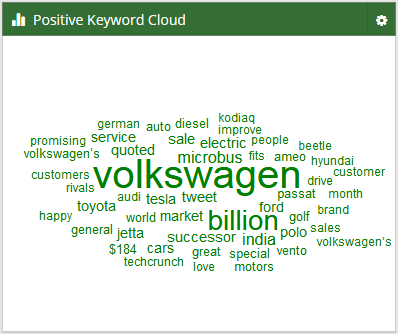 Positive Keyword Cloud
kodiaq
german auto diesel improve
promising service sale electric people beetle
volkswagen's quoted microbus fits ameo hyundai
customers volkswagen drive customer
rivals audi tesla tweet passat month
toyota world market billion ford golf brand
happy
general jetta successor india polo sales
$184 cars great special vento volkswagen's
techcrunch love motors